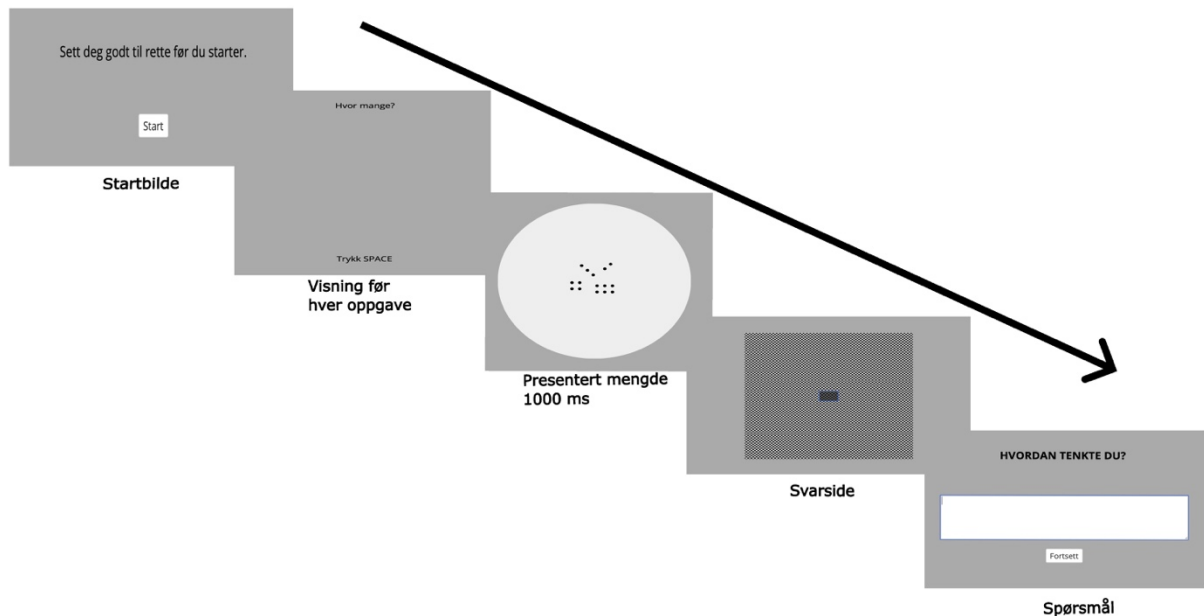 Sett deg godt til rette før du starter.
Start
Startbilde
Hvor mange?
Trykk SPACE
Visning før
hver oppgave
Presentert mengde
1000 ms
Svarside
HVORDAN TENKTE DU?
Fortsett
Spørsmål